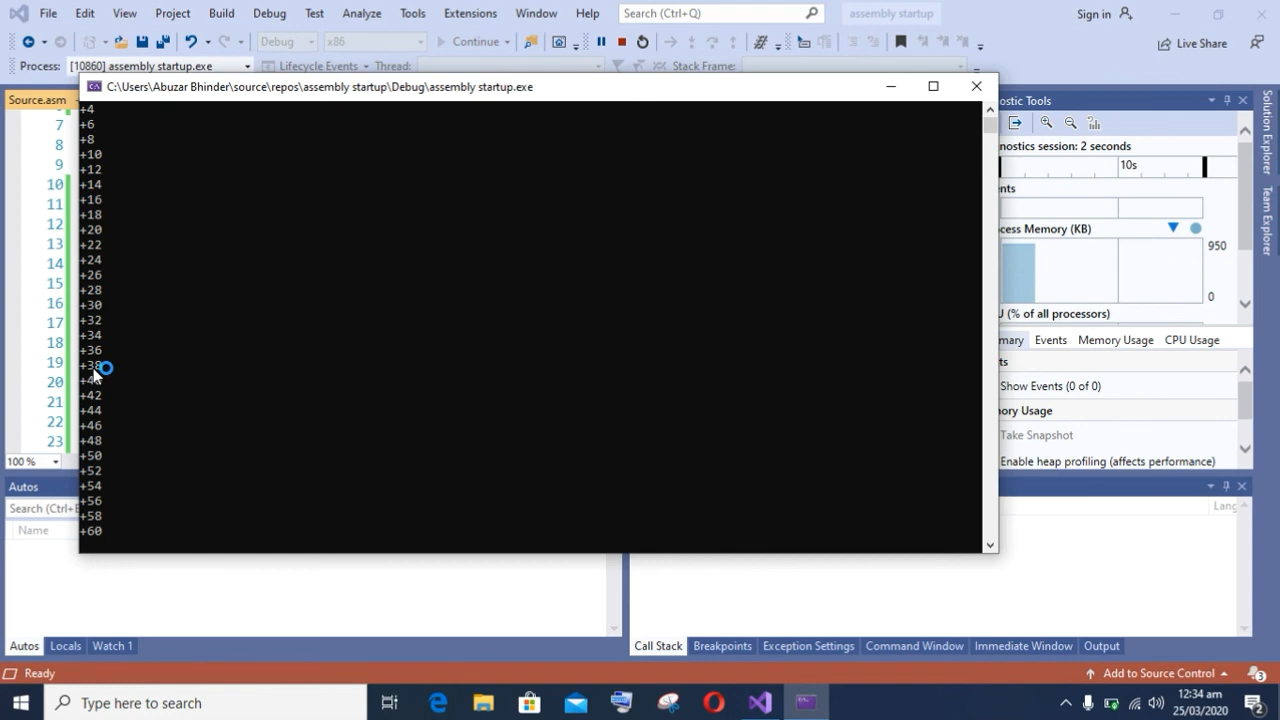 File Edit View Project Build Debug Test Analyze Tools Extensions Window Help Search (Ctrl+Q) assembly startup Sign in
Debug x86 Continue Live Share
Process: [10860] assembly startup.exe Lifecycle Events Thread: Stack Frame:
C:\Users\Abuzar Bhinder\source\repos\assembly startup\Debug\assembly startup.exe
Source.asm
7
8
9
10
11
12
13
14
15
16
17
18
19
20
21
22
23
100 %
+4
+6
+8
+10
+12
+14
+16
+18
+20
+22
+24
+26
+28
+30
+32
+34
+36
+38
+42
+44
+46
+48
+50
+52
+54
+56
+58
+60
nostic Tools
nostics session: 2 seconds
10s
ents
cess Memory (KB)
950
0
U (% of all processors)
mary Events Memory Usage CPU Usage
ts
Show Events (0 of 0)
ory Usage
Take Snapshot
Enable heap profiling (affects performance)
Solution Explorer
Team Explorer
Autos
Search (Ctrl+E
Name
Lang
Autos Locals Watch 1
Call Stack Breakpoints Exception Settings Command Window Immediate Window Output
Ready
Add to Source Control
3
Type here to search
12:34 am
25/03/2020
2